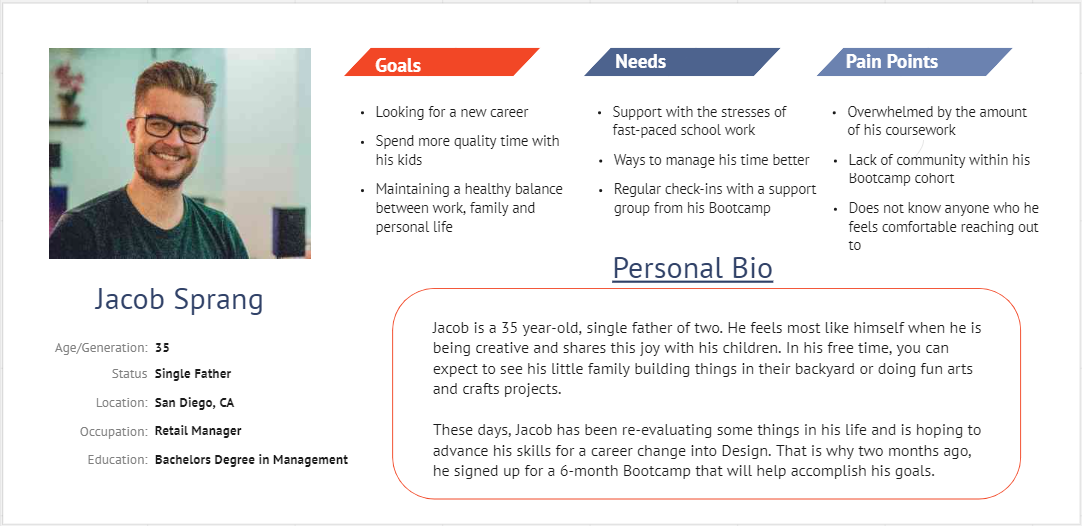 Goals
Looking for a new career
Spend more quality time with
his kids
Maintaining a healthy balance
between work, family and
personal life
Needs
Support with the stresses of
fast-paced school work
Ways to manage his time better
Regular check-ins with a support
group from his Bootcamp
Pain Points
Overwhelmed by the amount
of his coursework
Lack of community within his
Bootcamp cohort
Does not know anyone who he
feels comfortable reaching out
to
Jacob Sprang
Age/Generation: 35
Status Single Father
Location: San Diego, CA
Occupation: Retail Manager
Education: Bachelors Degree in Management
Personal Bio
Jacob is a 35 year-old, single father of two. He feels most like himself when he is
being creative and shares this joy with his children. In his free time, you can
expect to see his little family building things in their backyard or doing fun arts
and crafts projects.
These days, Jacob has been re-evaluating some things in his life and is hoping to
advance his skills for a career change into Design. That is why two months ago,
he signed up for a 6-month Bootcamp that will help accomplish his goals.